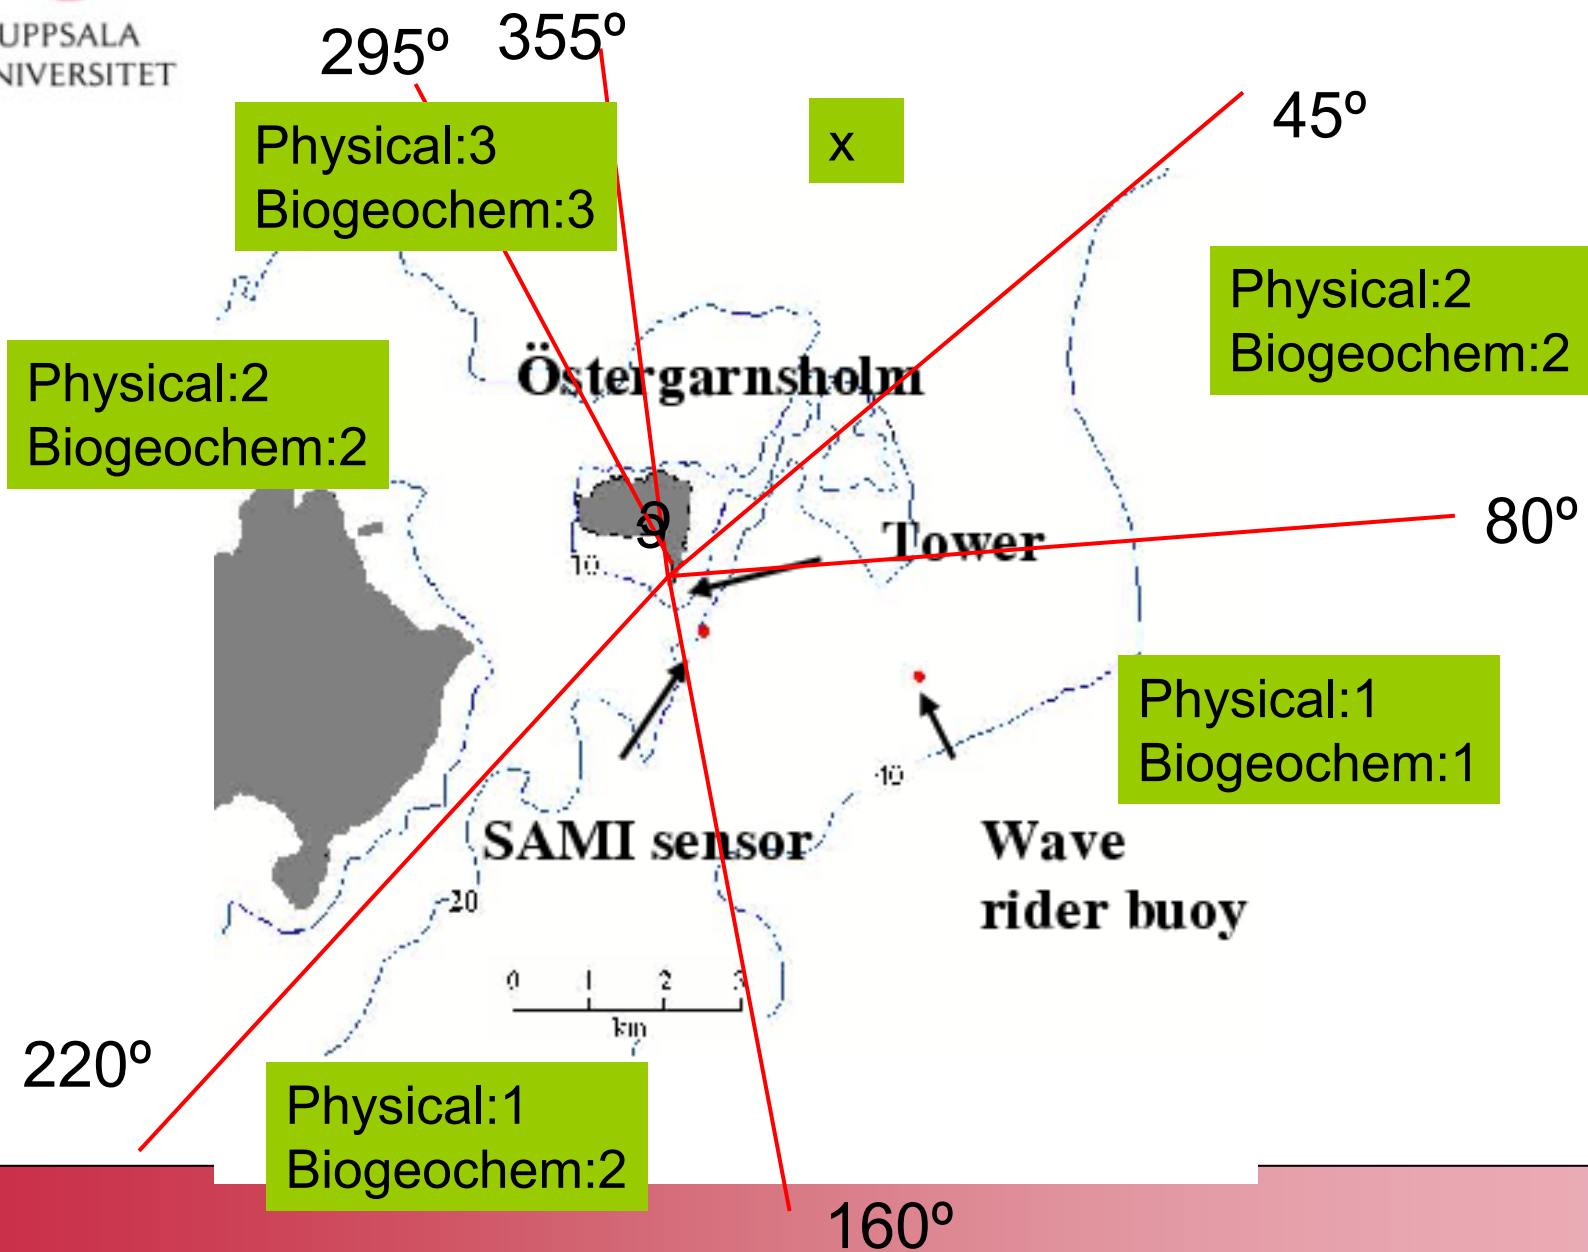 UPPSALA
NIVERSITET
295º 355º
45º
Physical:3
Biogeochem:3
x
Physical:2
Biogeochem:2
Physical:2
Biogeochem:2
Östergarnsholm
80º
Tower
10
Physical:1
Biogeochem:1
40
SAMI sensor
Wave
rider buoy
20
0 1 2 3
km
220º
Physical:1
Biogeochem:2
160º